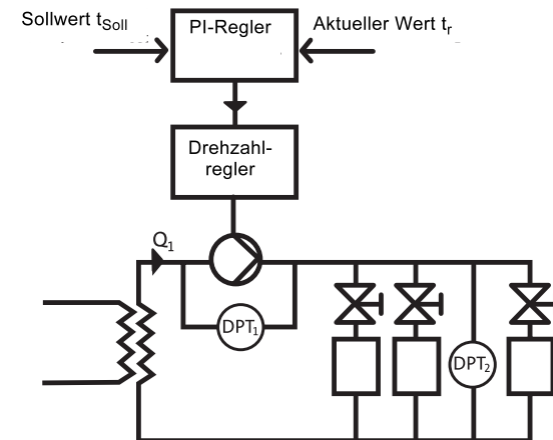 Sollwert tSoll
PI-Regler
Aktueller Wert tr
Drehzahl-
regler
Q1
DPT1
DPT2